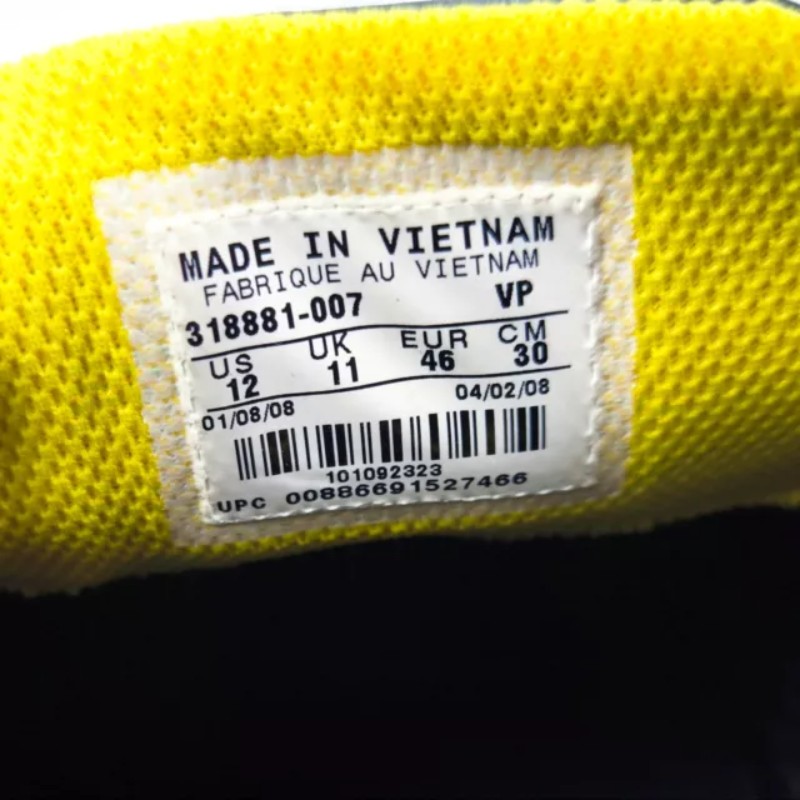 MADE IN VIETNAM
FABRIQUE AU VIETNAM
318881-007 VP
US UK EUR CM
12 11 46 30
01/08/08 04/02/08
101092323
UPC 00886691527466